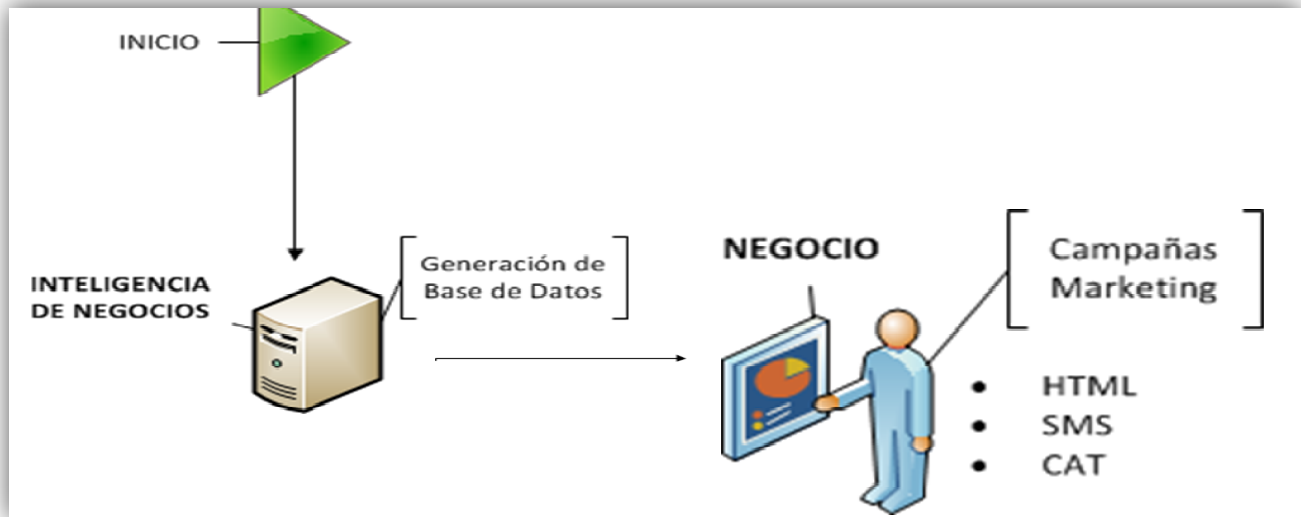 INICIO
INTELIGENCIA
DE NEGOCIOS
Generación de
Base de Datos
NEGOCIO
Campañas
Marketing
• HTML
• SMS
• CAT